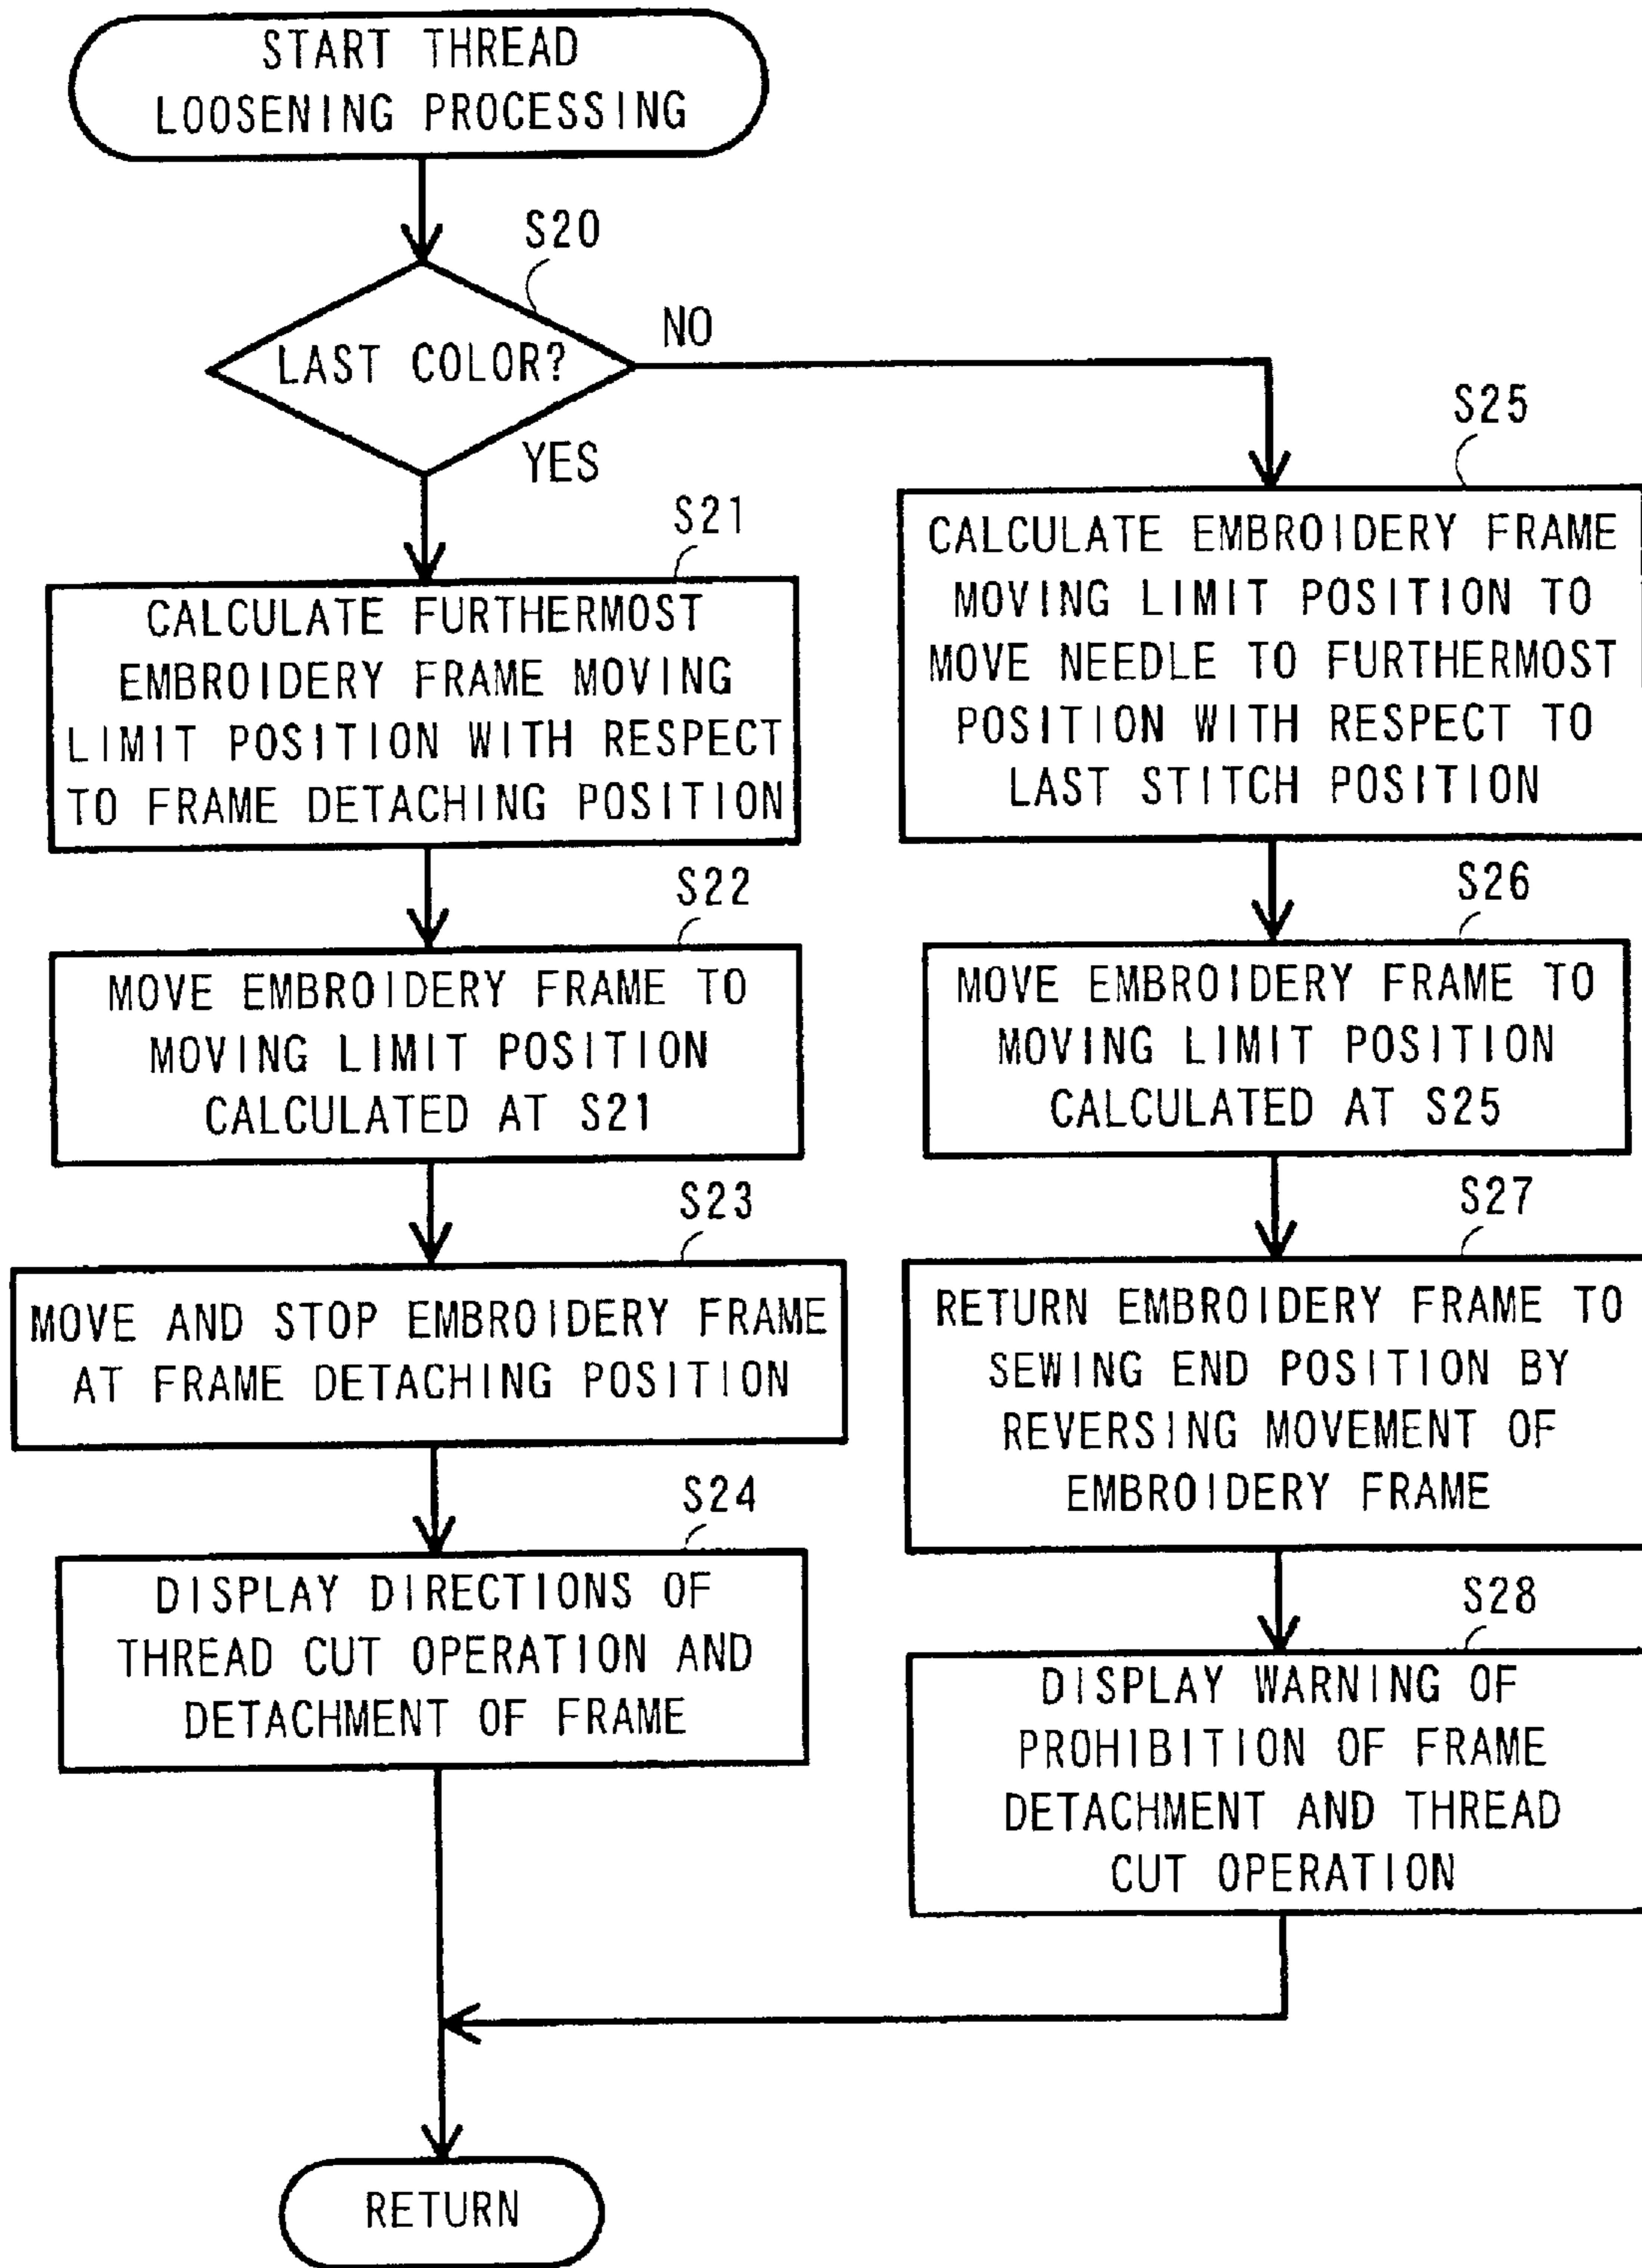 START THREAD
LOOSENING PROCESSING
S20
LAST COLOR?
NO
YES
S21
CALCULATE FURTHERMOST
EMBROIDERY FRAME MOVING
LIMIT POSITION WITH RESPECT
TO FRAME DETACHING POSITION
S22
MOVE EMBROIDERY FRAME TO
MOVING LIMIT POSITION
CALCULATED AT S21
S23
MOVE AND STOP EMBROIDERY FRAME
AT FRAME DETACHING POSITION
S24
DISPLAY DIRECTIONS OF
THREAD CUT OPERATION AND
DETACHMENT OF FRAME
S25
CALCULATE EMBROIDERY FRAME
MOVING LIMIT POSITION TO
MOVE NEEDLE TO FURTHERMOST
POSITION WITH RESPECT TO
LAST STITCH POSITION
S26
MOVE EMBROIDERY FRAME TO
MOVING LIMIT POSITION
CALCULATED AT S25
S27
RETURN EMBROIDERY FRAME TO
SEWING END POSITION BY
REVERSING MOVEMENT OF
EMBROIDERY FRAME
S28
DISPLAY WARNING OF
PROHIBITION OF FRAME
DETACHMENT AND THREAD
CUT OPERATION
RETURN